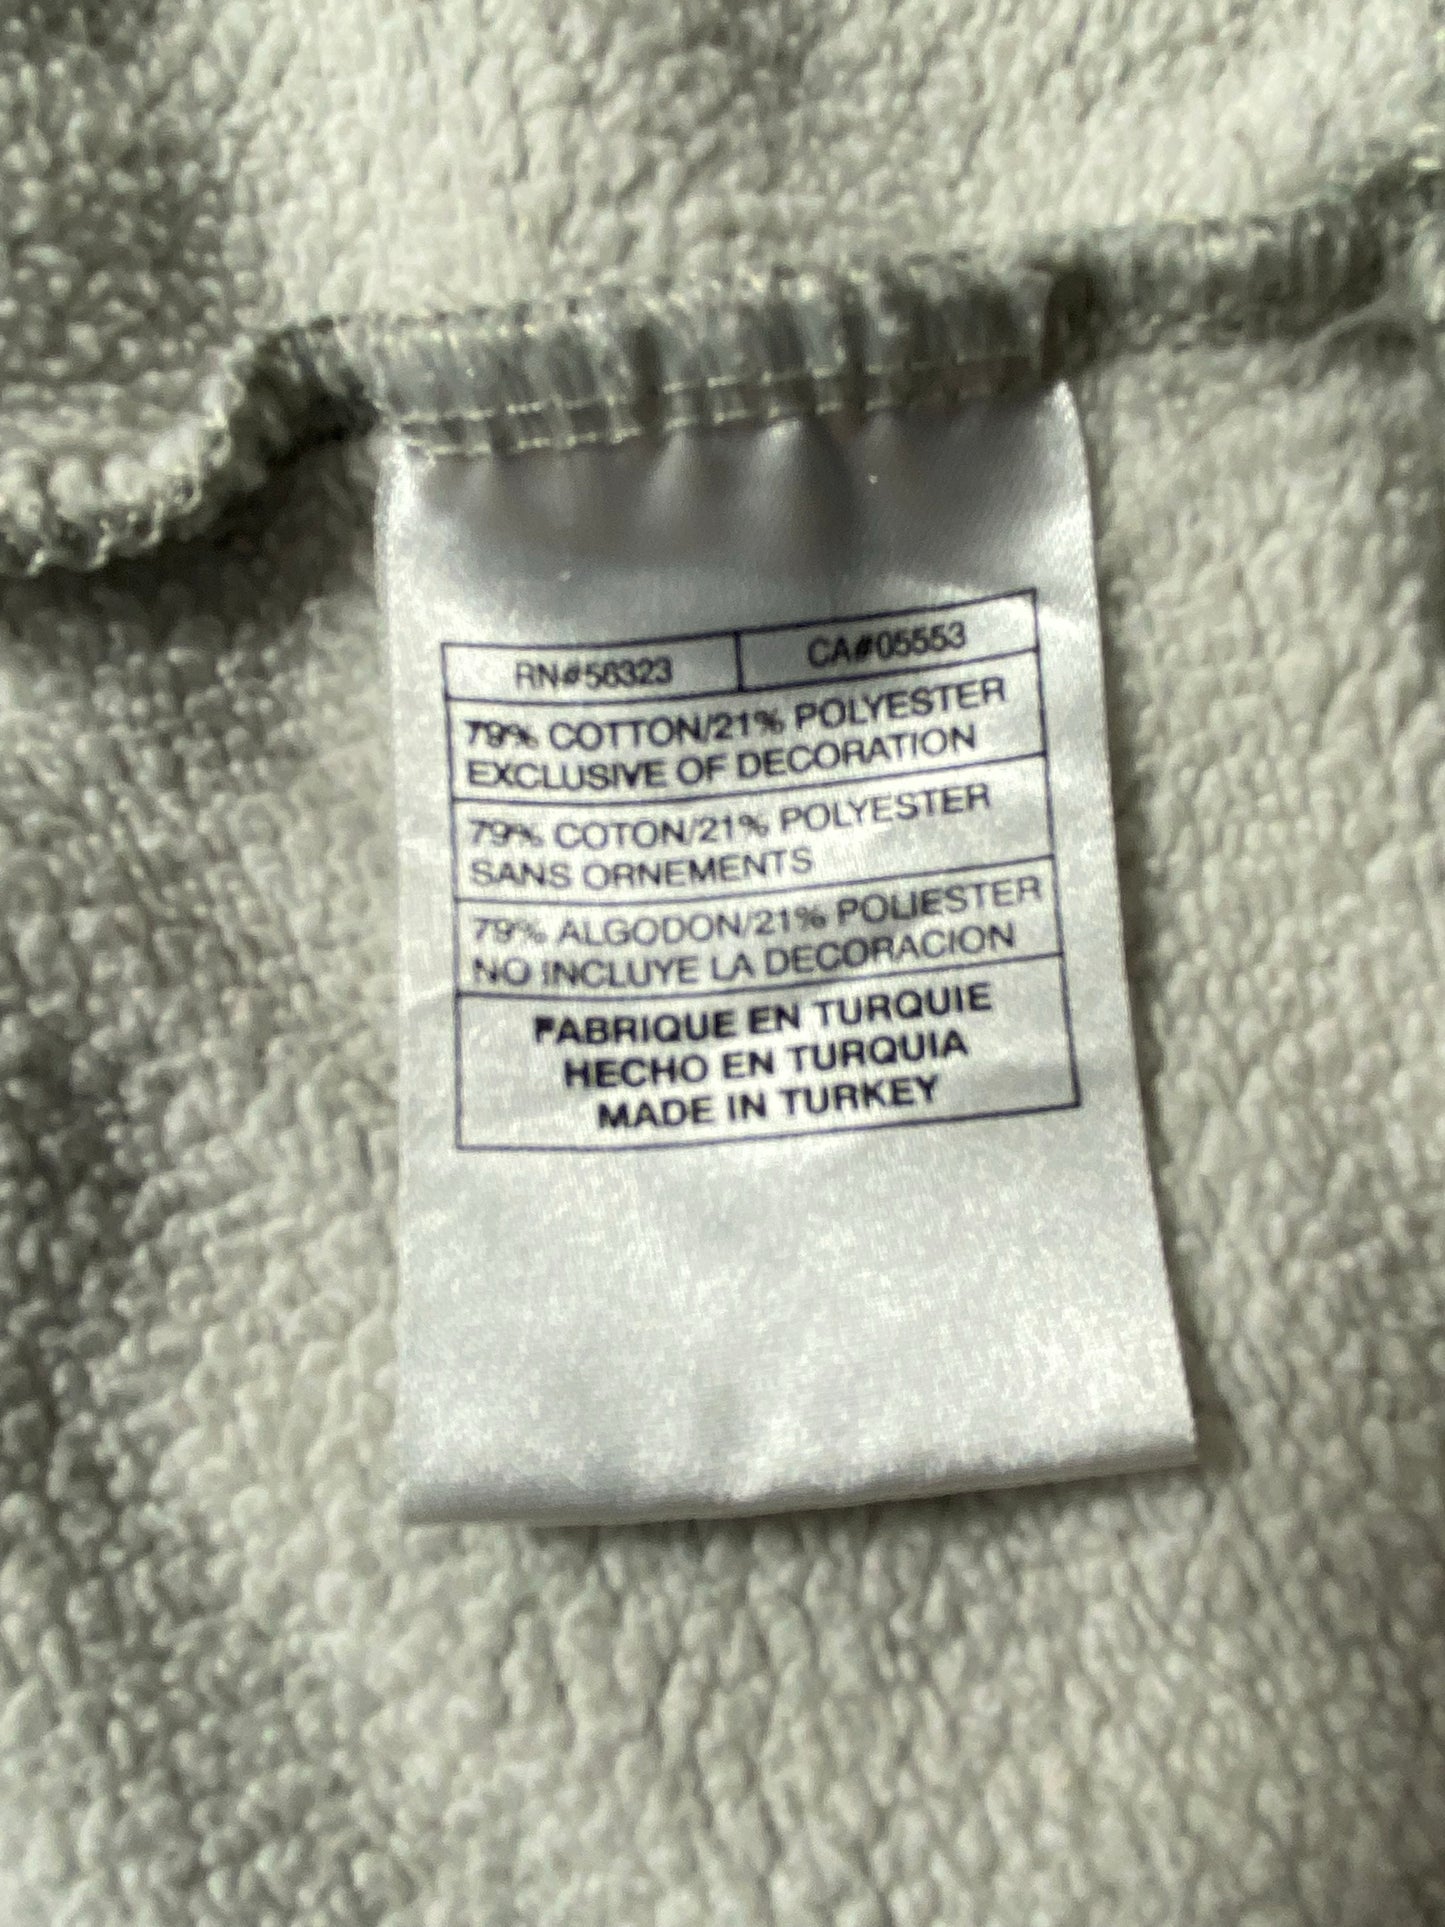 RN#56323
CA#05553
79% COTTON/21% POLYESTER
EXCLUSIVE OF DECORATION
79% COTON/21% POLYESTER
SANS ORNEMENTS
79% ALGODON/21% POLIESTER
NO INCLUYE LA DECORACION
FABRIQUE EN TURQUIE
HECHO EN TURQUIA
MADE IN TURKEY